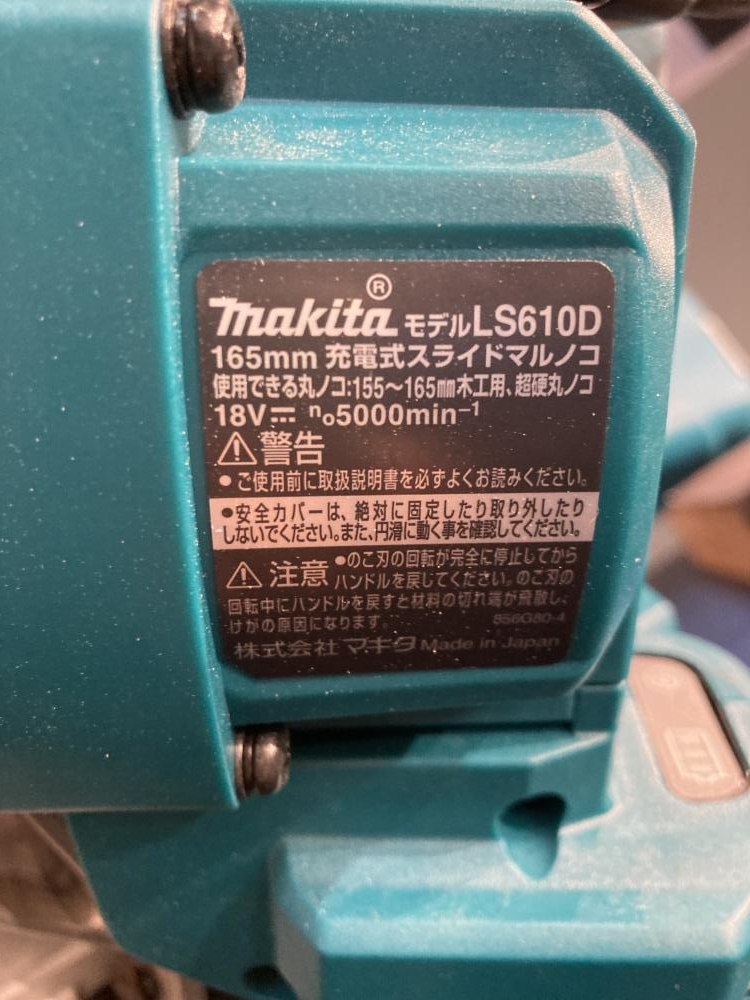 makita® モデルLS610D
165mm 充電式スライドマルノコ
使用できる丸ノコ:155〜165mm木工用、超硬丸ノコ
18V⎓ n₀5000min⁻¹
⚠警告
•ご使用前に取扱説明書を必ずよくお読みください。
•安全カバーは、絶対に固定したり取り外したり
しないでください。また、円滑に動く事を確認してください。
⚠注意 •のこ刃の回転が完全に停止してから
ハンドルを戻してください。のこ刃の
回転中にハンドルを戻すと材料の切れ端が飛散し、
けがの原因になります。 856G80-4
株式会社 マキタ Made in Japan